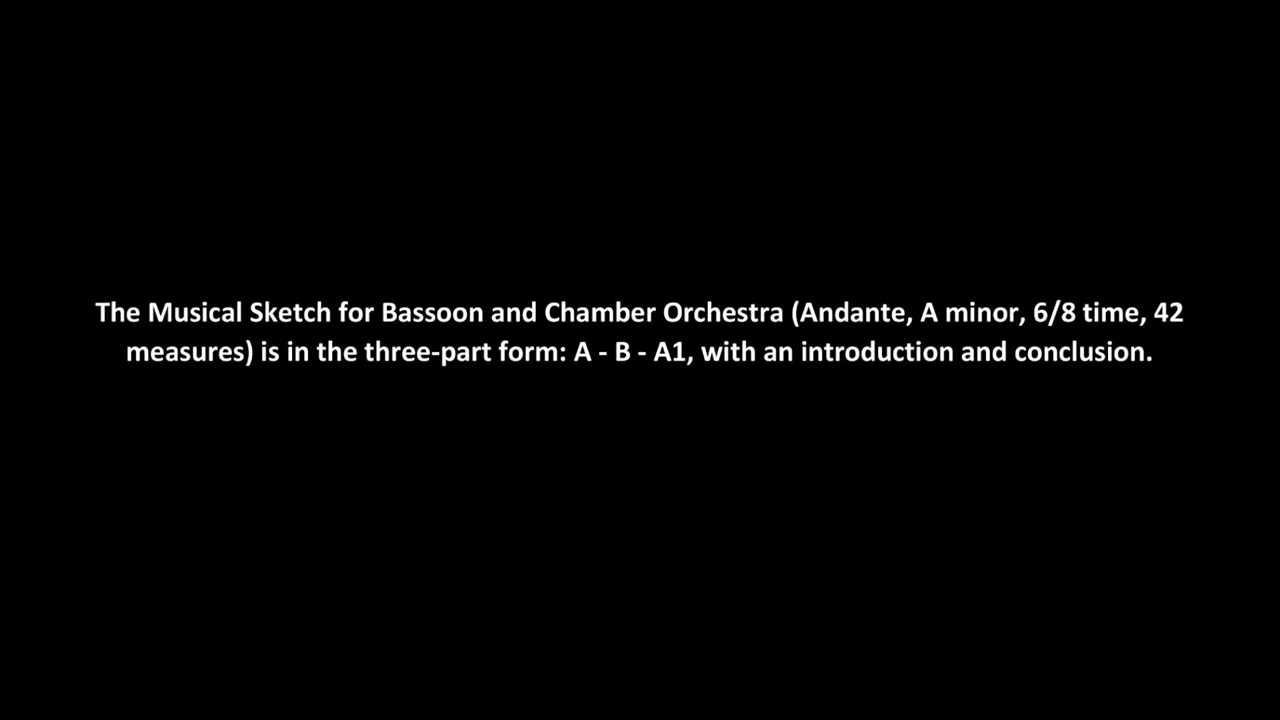 The Musical Sketch for Bassoon and Chamber Orchestra (Andante, A minor, 6/8 time, 42
measures) is in the three-part form: A - B - A1, with an introduction and conclusion.